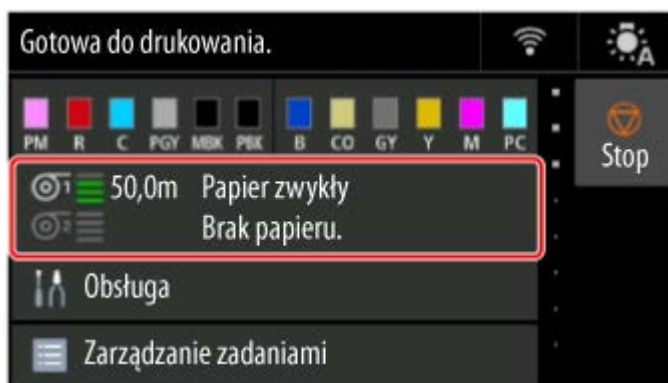 Gotowa do drukowania.
A
PM R C PGY MBK PBK B CO GY Y M PC
Stop
1 50,0m Papier zwykły
2 Brak papieru.
Obsługa
Zarządzanie zadaniami